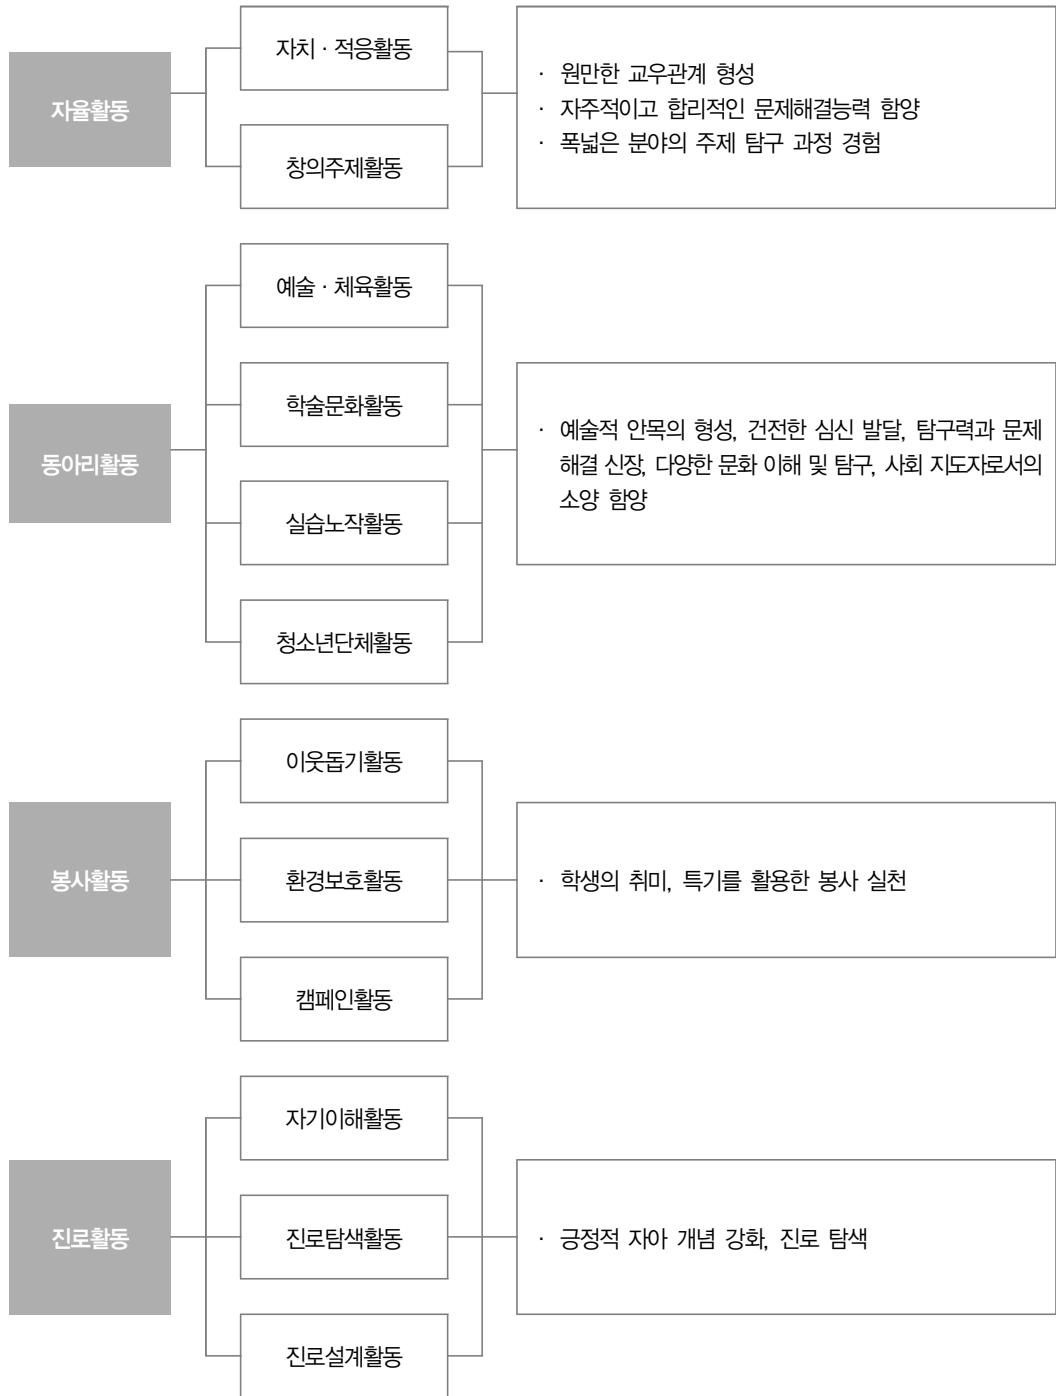 자율활동
자치 · 적응활동
창의주제활동
· 원만한 교우관계 형성
· 자주적이고 합리적인 문제해결능력 함양
· 폭넓은 분야의 주제 탐구 과정 경험
동아리활동
예술 · 체육활동
학술문화활동
실습노작활동
청소년단체활동
· 예술적 안목의 형성, 건전한 심신 발달, 탐구력과 문제
해결 신장, 다양한 문화 이해 및 탐구, 사회 지도자로서의
소양 함양
봉사활동
이웃돕기활동
환경보호활동
캠페인활동
· 학생의 취미, 특기를 활용한 봉사 실천
진로활동
자기이해활동
진로탐색활동
진로설계활동
· 긍정적 자아 개념 강화, 진로 탐색